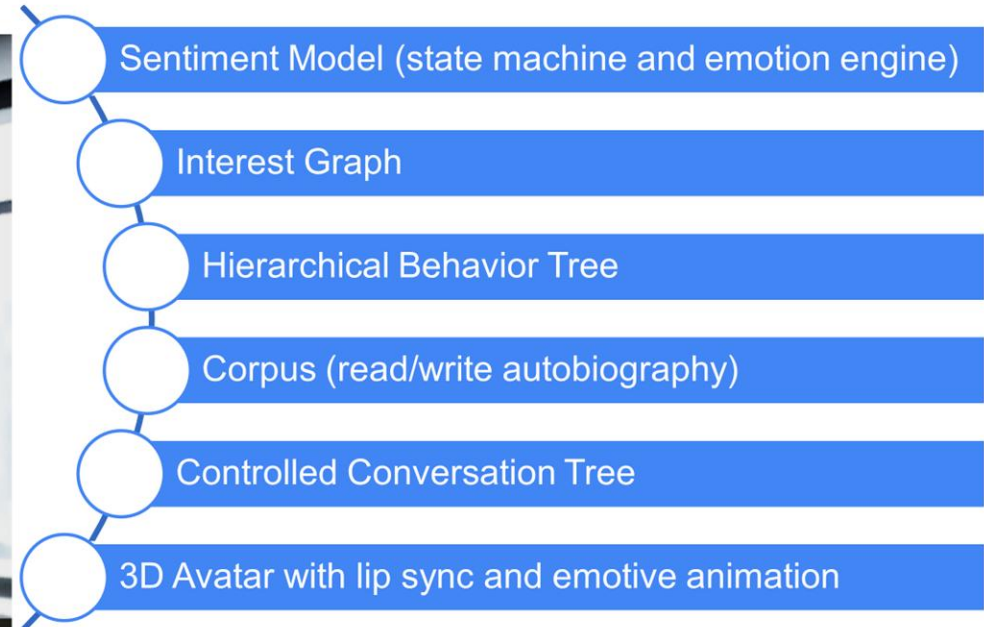 Sentiment Model (state machine and emotion engine)
Interest Graph
Hierarchical Behavior Tree
Corpus (read/write autobiography)
Controlled Conversation Tree
3D Avatar with lip sync and emotive animation